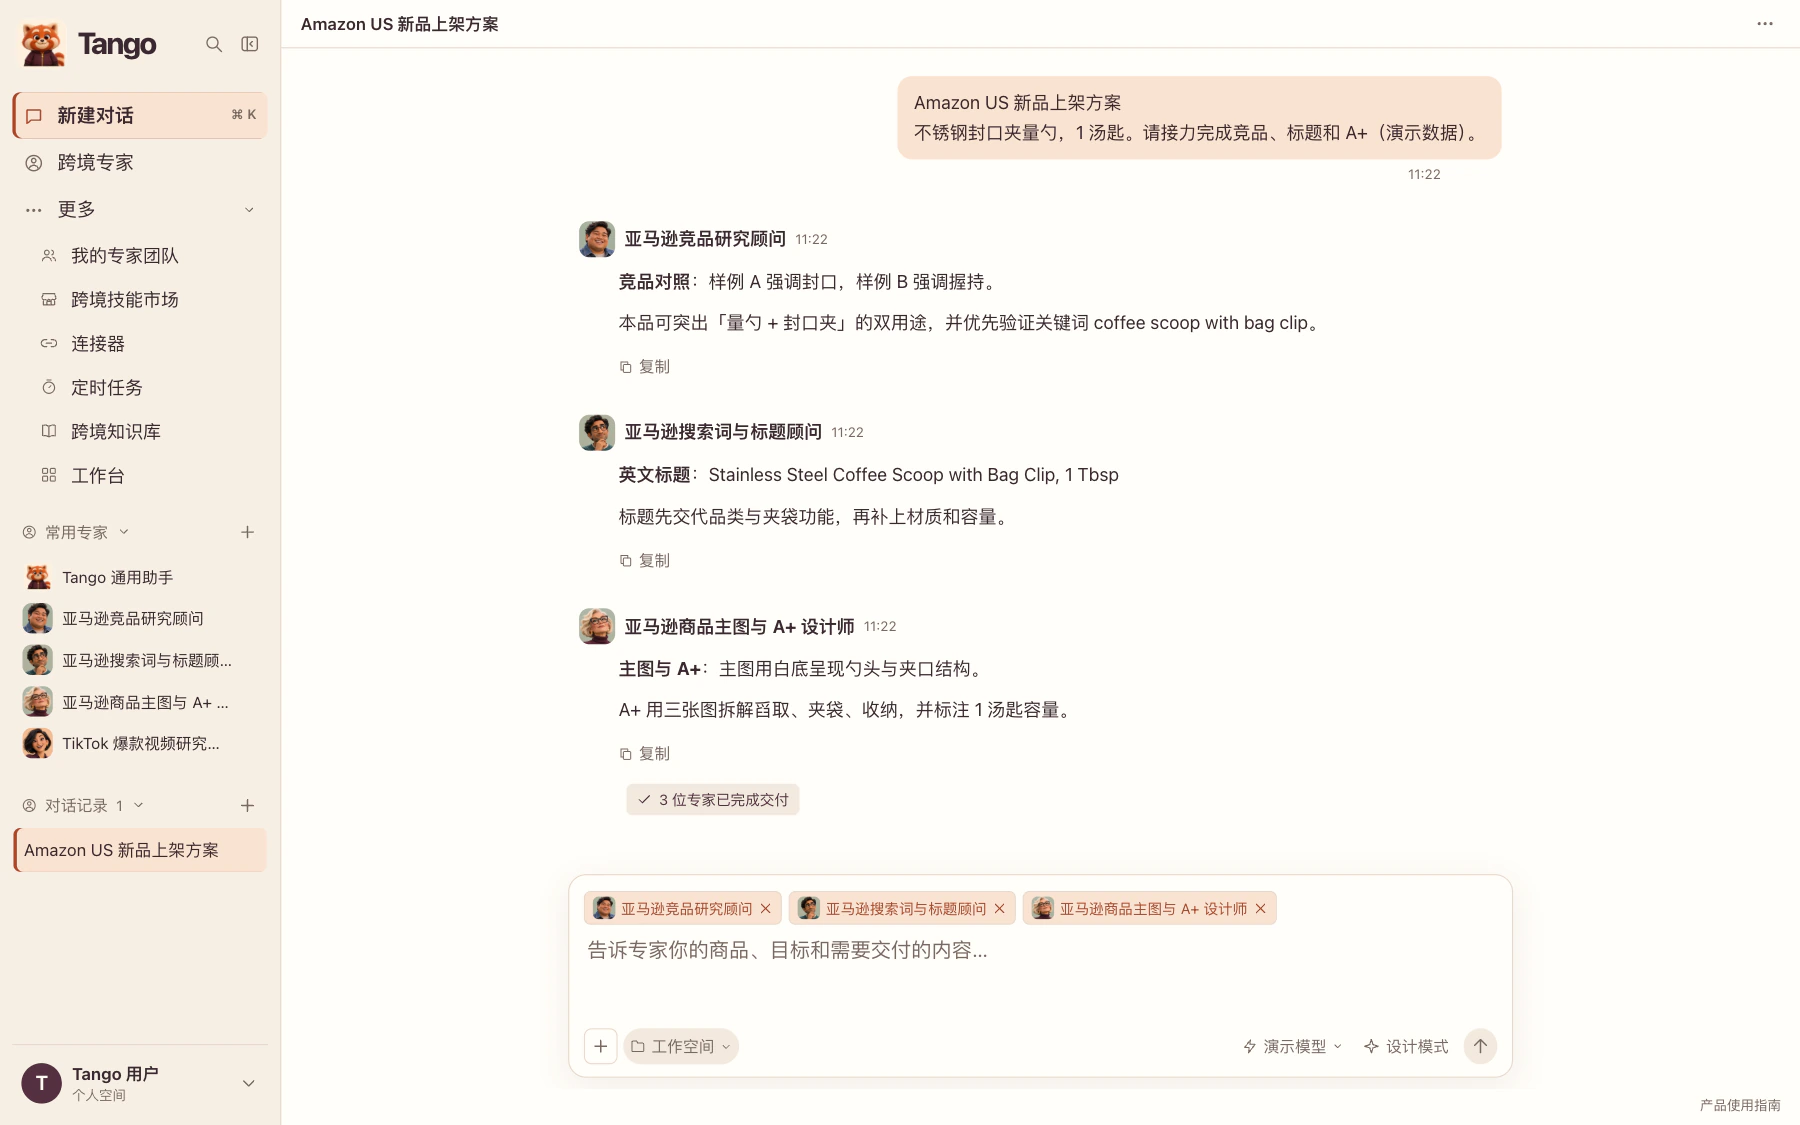 Tango
新建对话 ⌘ K
跨境专家
更多
我的专家团队
跨境技能市场
连接器
定时任务
跨境知识库
工作台
常用专家
Tango 通用助手
亚马逊竞品研究顾问
亚马逊搜索词与标题顾...
亚马逊商品主图与 A+ ...
TikTok 爆款视频研究...
对话记录 1
Amazon US 新品上架方案
T
Tango 用户
个人空间
Amazon US 新品上架方案
Amazon US 新品上架方案
不锈钢封口夹量勺，1 汤匙。请接力完成竞品、标题和 A+（演示数据）。
11:22
亚马逊竞品研究顾问 11:22
竞品对照：样例 A 强调封口，样例 B 强调握持。
本品可突出「量勺 + 封口夹」的双用途，并优先验证关键词 coffee scoop with bag clip。
复制
亚马逊搜索词与标题顾问 11:22
英文标题：Stainless Steel Coffee Scoop with Bag Clip, 1 Tbsp
标题先交代品类与夹袋功能，再补上材质和容量。
复制
亚马逊商品主图与 A+ 设计师 11:22
主图与 A+：主图用白底呈现勺头与夹口结构。
A+ 用三张图拆解舀取、夹袋、收纳，并标注 1 汤匙容量。
复制
3 位专家已完成交付
亚马逊竞品研究顾问 亚马逊搜索词与标题顾问 亚马逊商品主图与 A+ 设计师
告诉专家你的商品、目标和需要交付的内容...
工作空间 演示模型 设计模式
产品使用指南